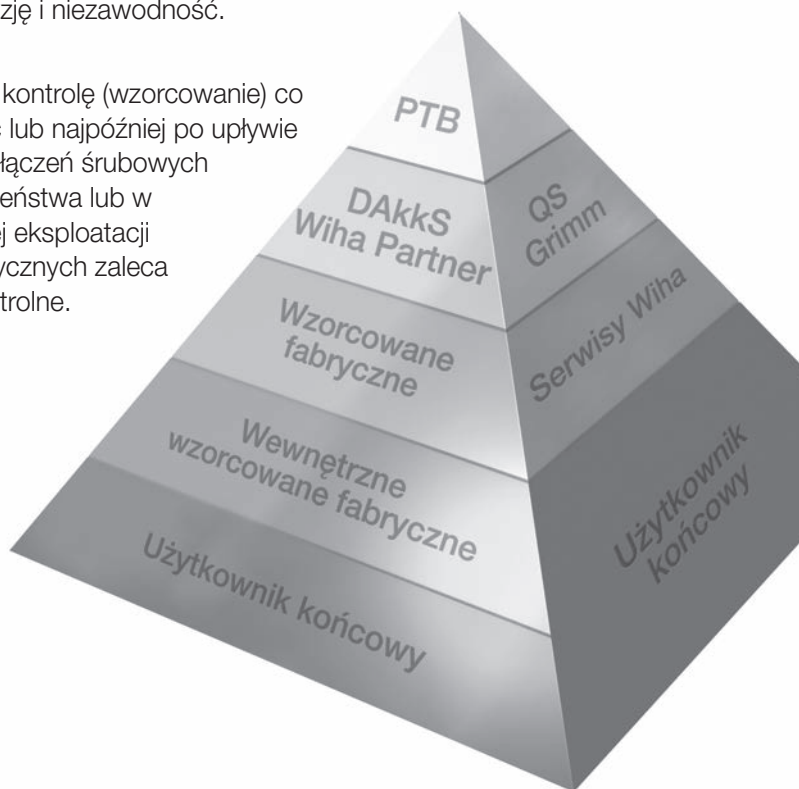 zję i niezawodność.
kontrolę (wzorcowanie) co
lub najpóźniej po upływie
łączeń śrubowych
eństwa lub w
j eksploatacji
ycznych zaleca
trolne.
PTB
DAkkS
Wiha Partner
Wzorcowane
fabryczne
Wewnętrzne
wzorcowane fabryczne
Użytkownik końcowy
QS
Grimm
Serwisy Wiha
Użytkownik
końcowy